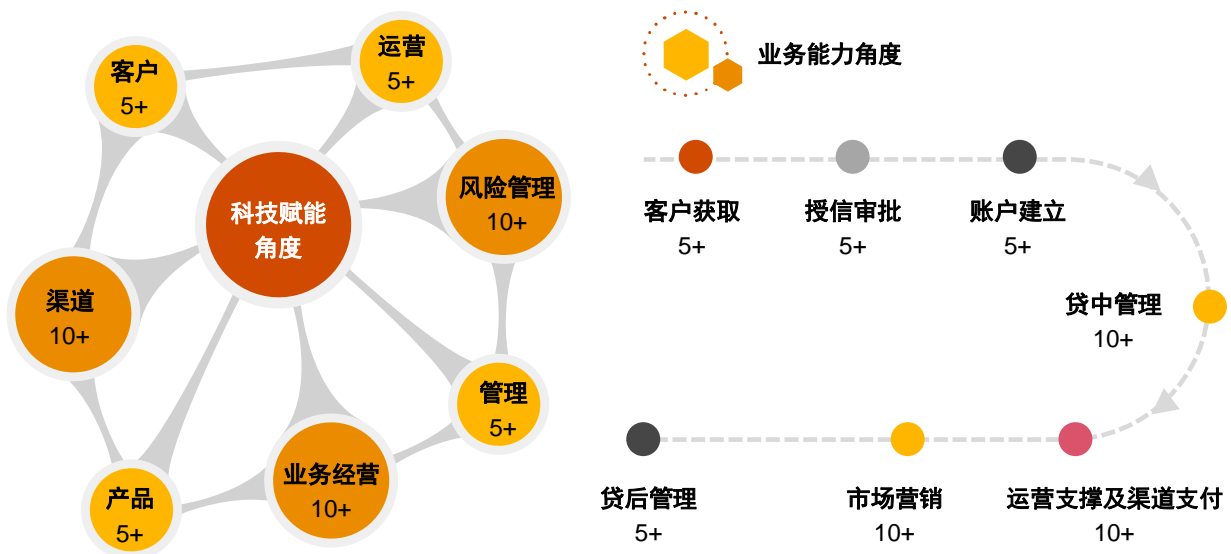 客户
5+
运营
5+
风险管理
10+
科技赋能
角度
渠道
10+
管理
5+
业务经营
10+
产品
5+
业务能力角度
客户获取
5+
授信审批
5+
账户建立
5+
贷中管理
10+
贷后管理
5+
市场营销
10+
运营支撑及渠道支付
10+